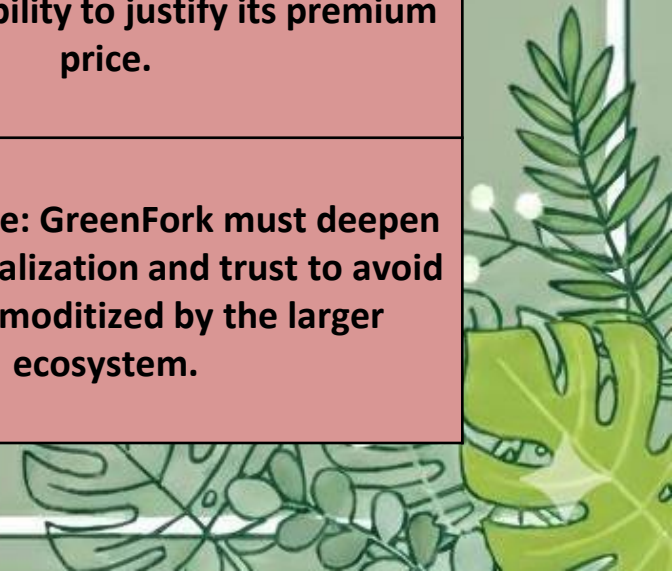 bility to justify its premium
price.
e: GreenFork must deepen
alization and trust to avoid
moditized by the larger
ecosystem.